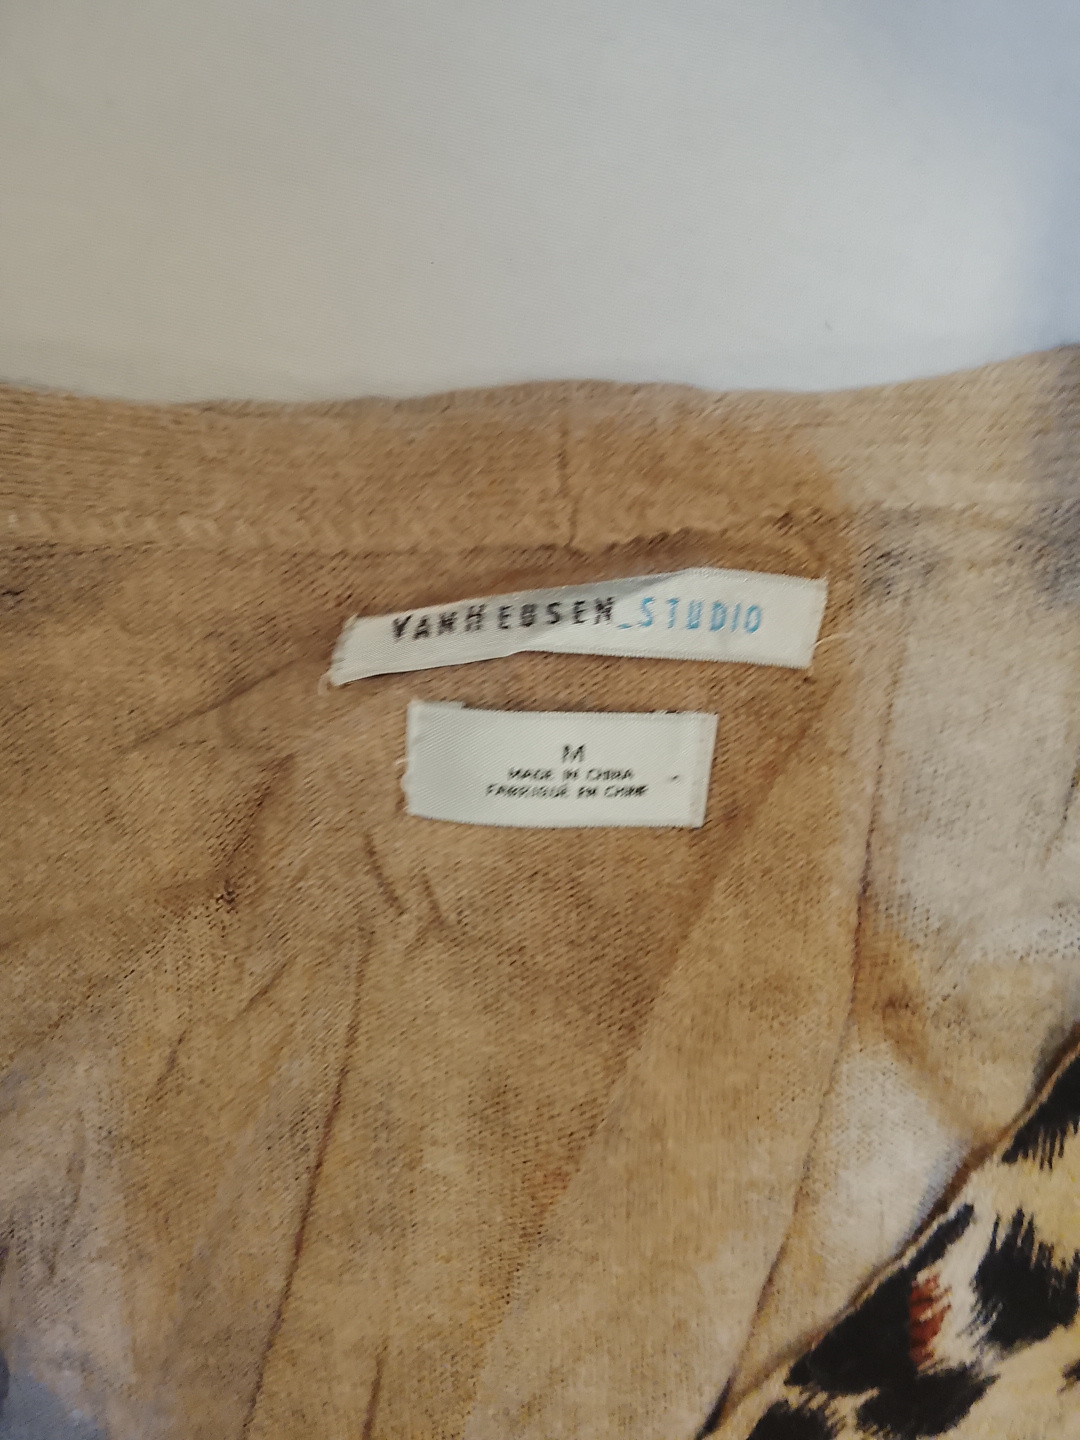 VANHEUSEN_STUDIO
M
MADE IN CHINA
FABRIQUÉ EN CHINE